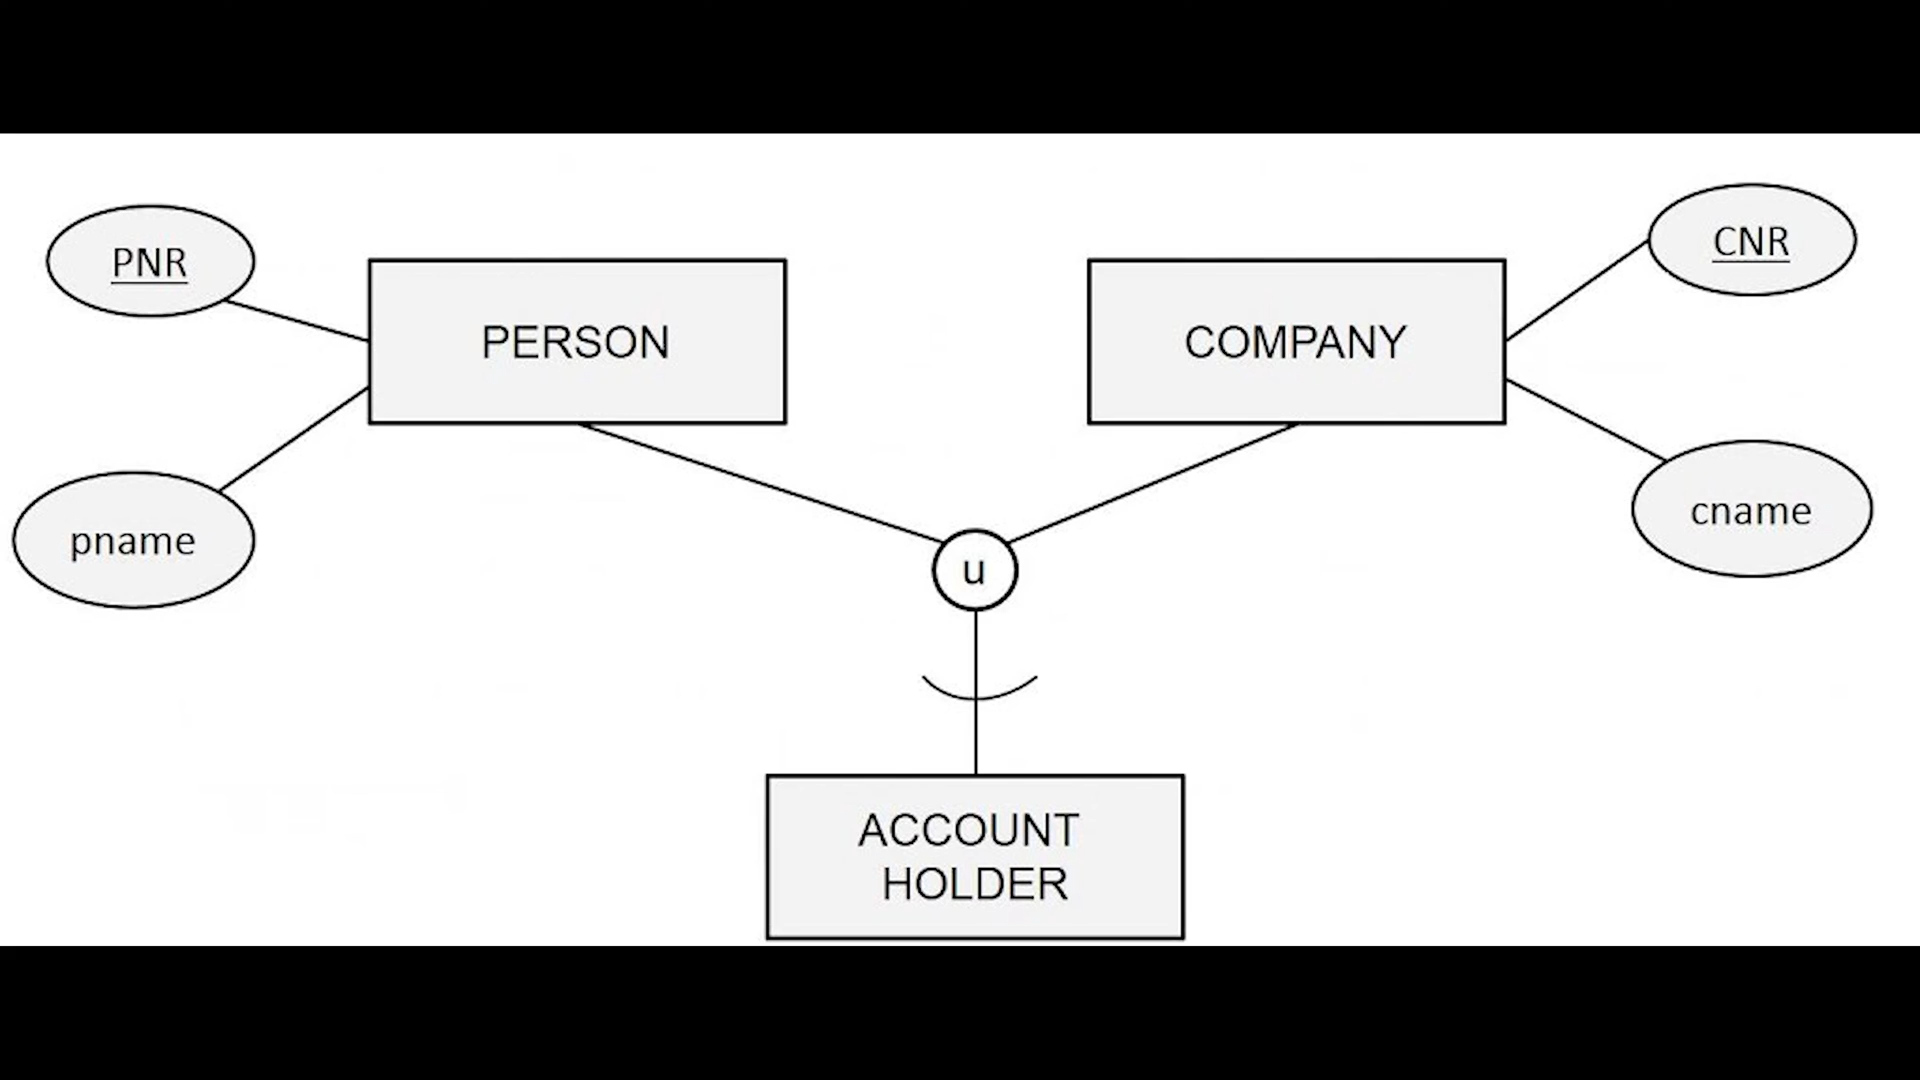 PNR
PERSON
COMPANY
CNR
pname
cname
u
ACCOUNT
HOLDER